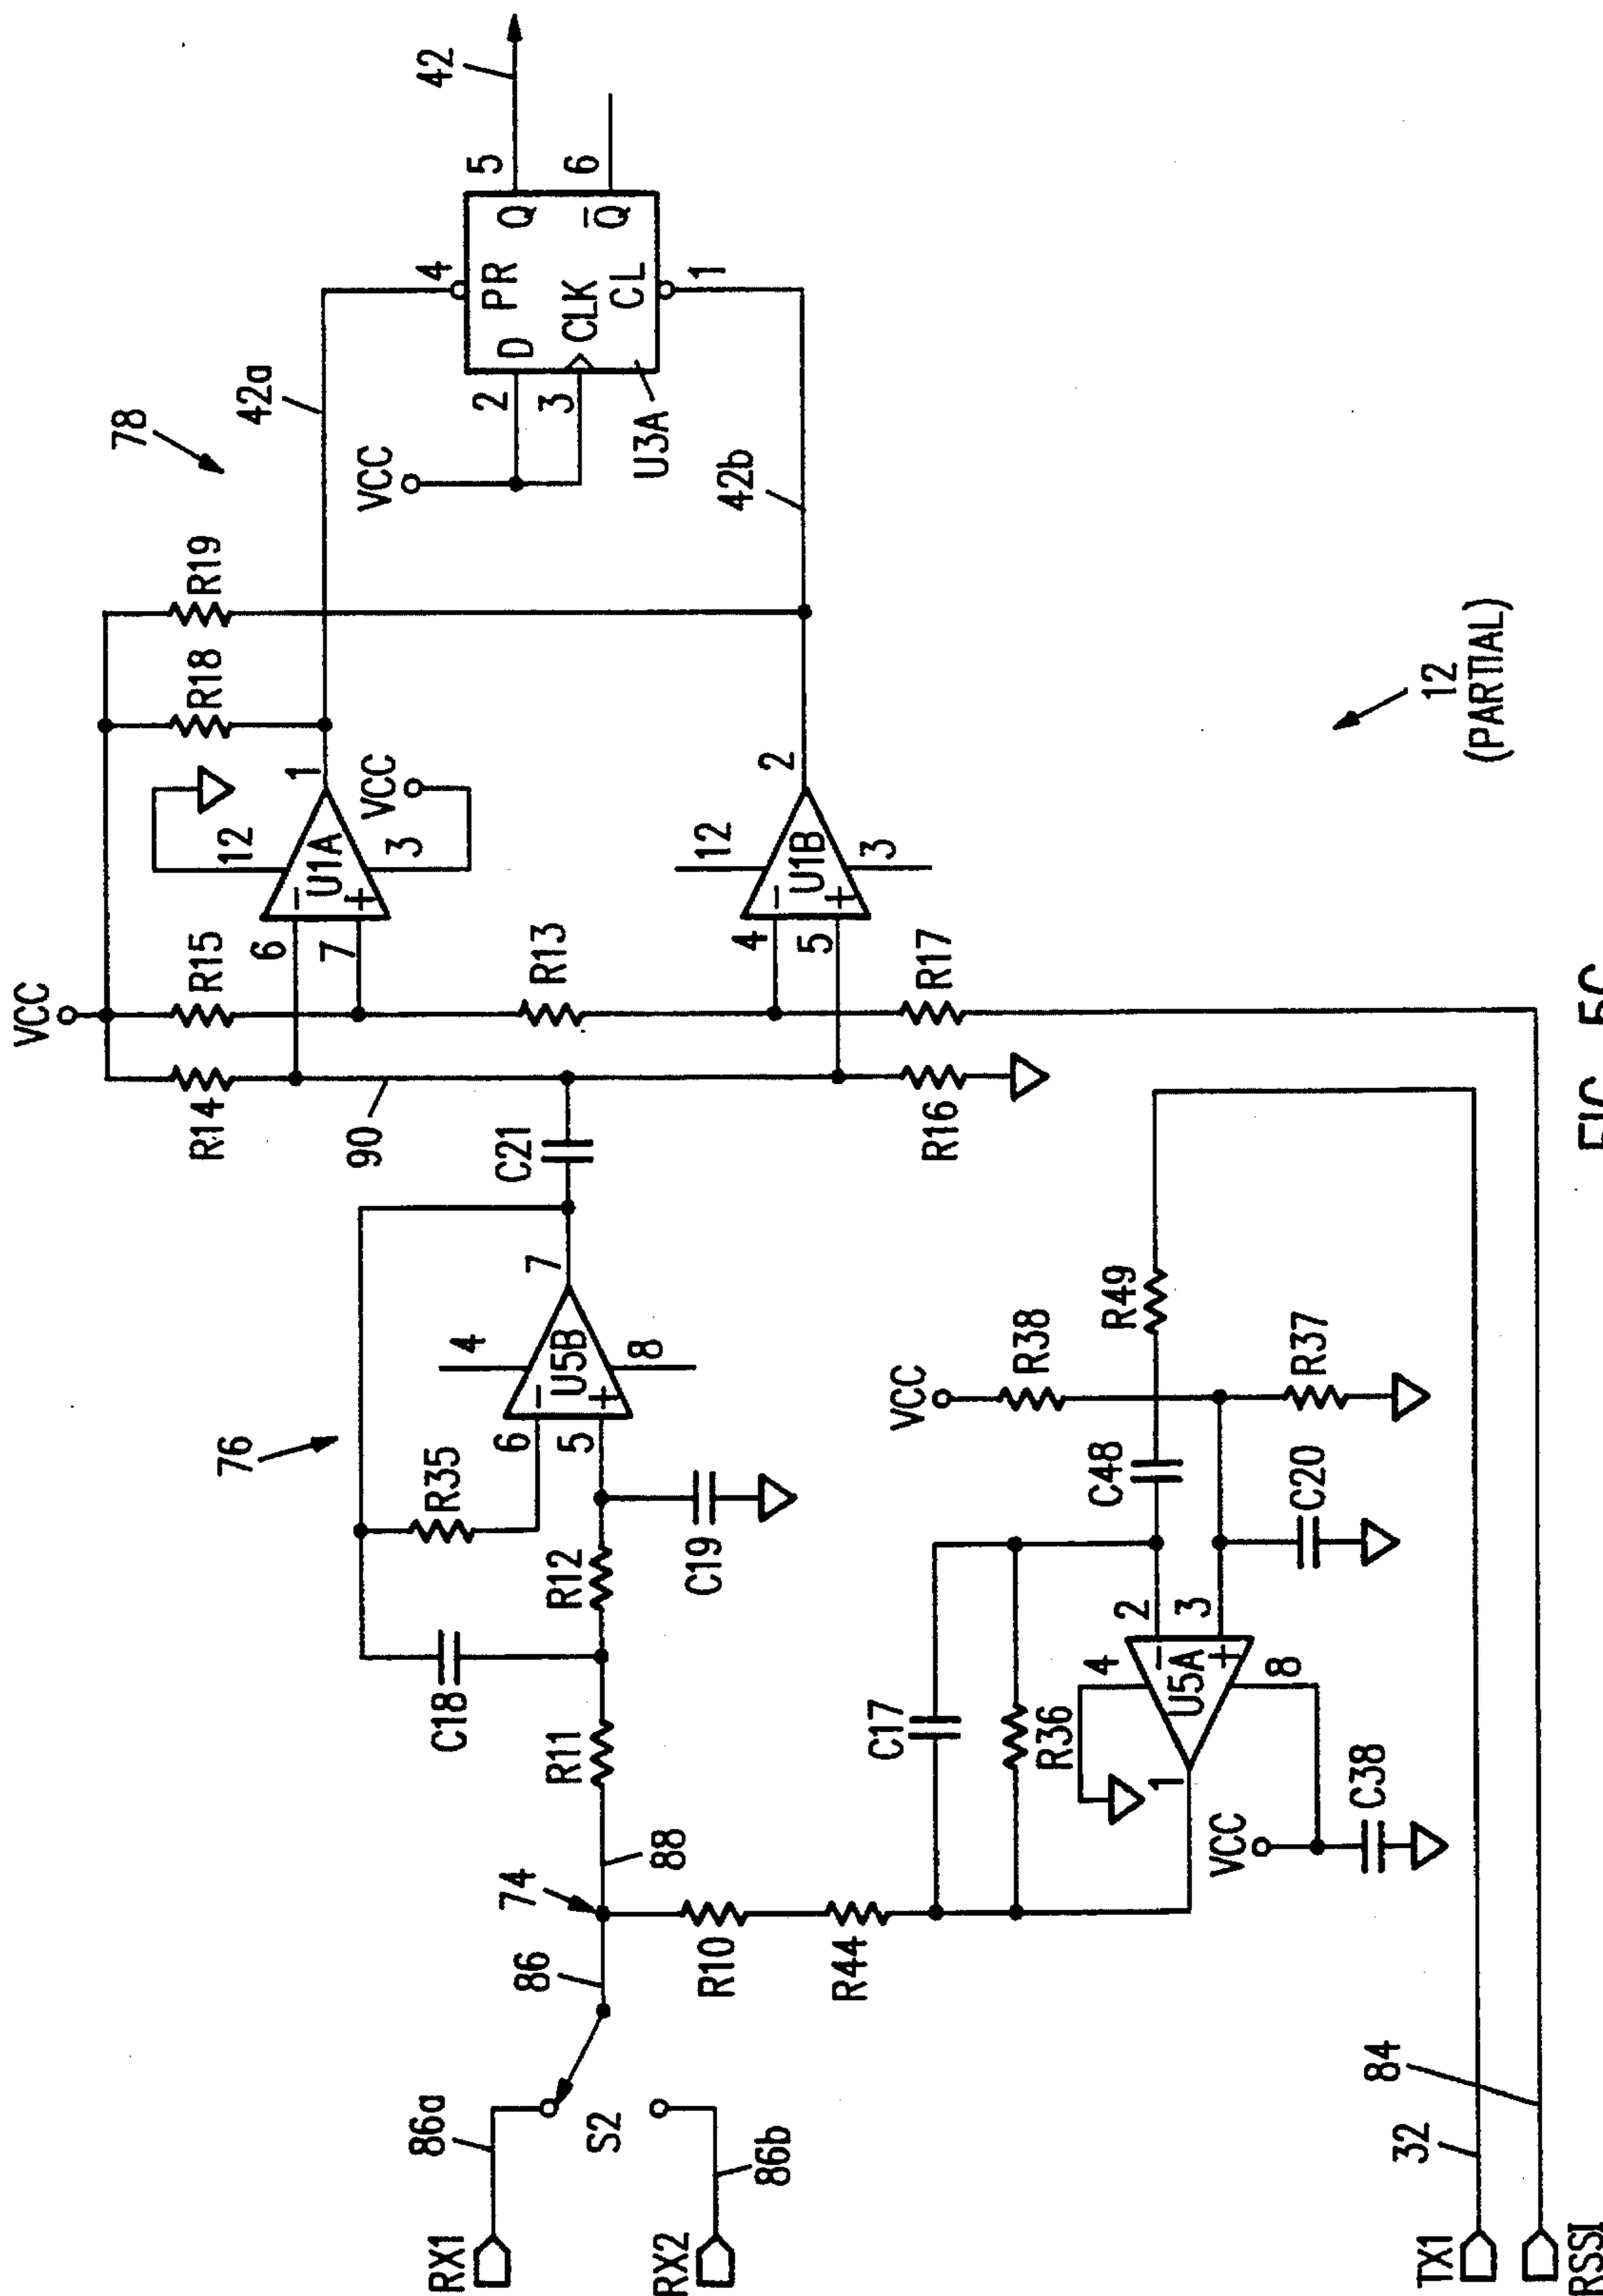 VCC
R14
R15
R18
R19
78
42a
42
90
6
7
12
U1A
−
+
1
3
VCC
VCC
4
PR
D
Q
5
2
3
CLK
Q̅
6
CL
1
U3A
R13
42b
4
5
12
U1B
−
+
2
3
R16
R17
76
C18
R35
C21
4
6
5
U5B
−
+
7
8
R11
R12
C19
86a
RX1
S2
86
74
88
86b
RX2
R10
R44
C17
R36
C48
R49
VCC
R38
4
2
3
U5A
−
+
1
8
VCC
C38
C20
R37
32
TX1
84
RSSI
12
(PARTIAL)
FIG. 5C